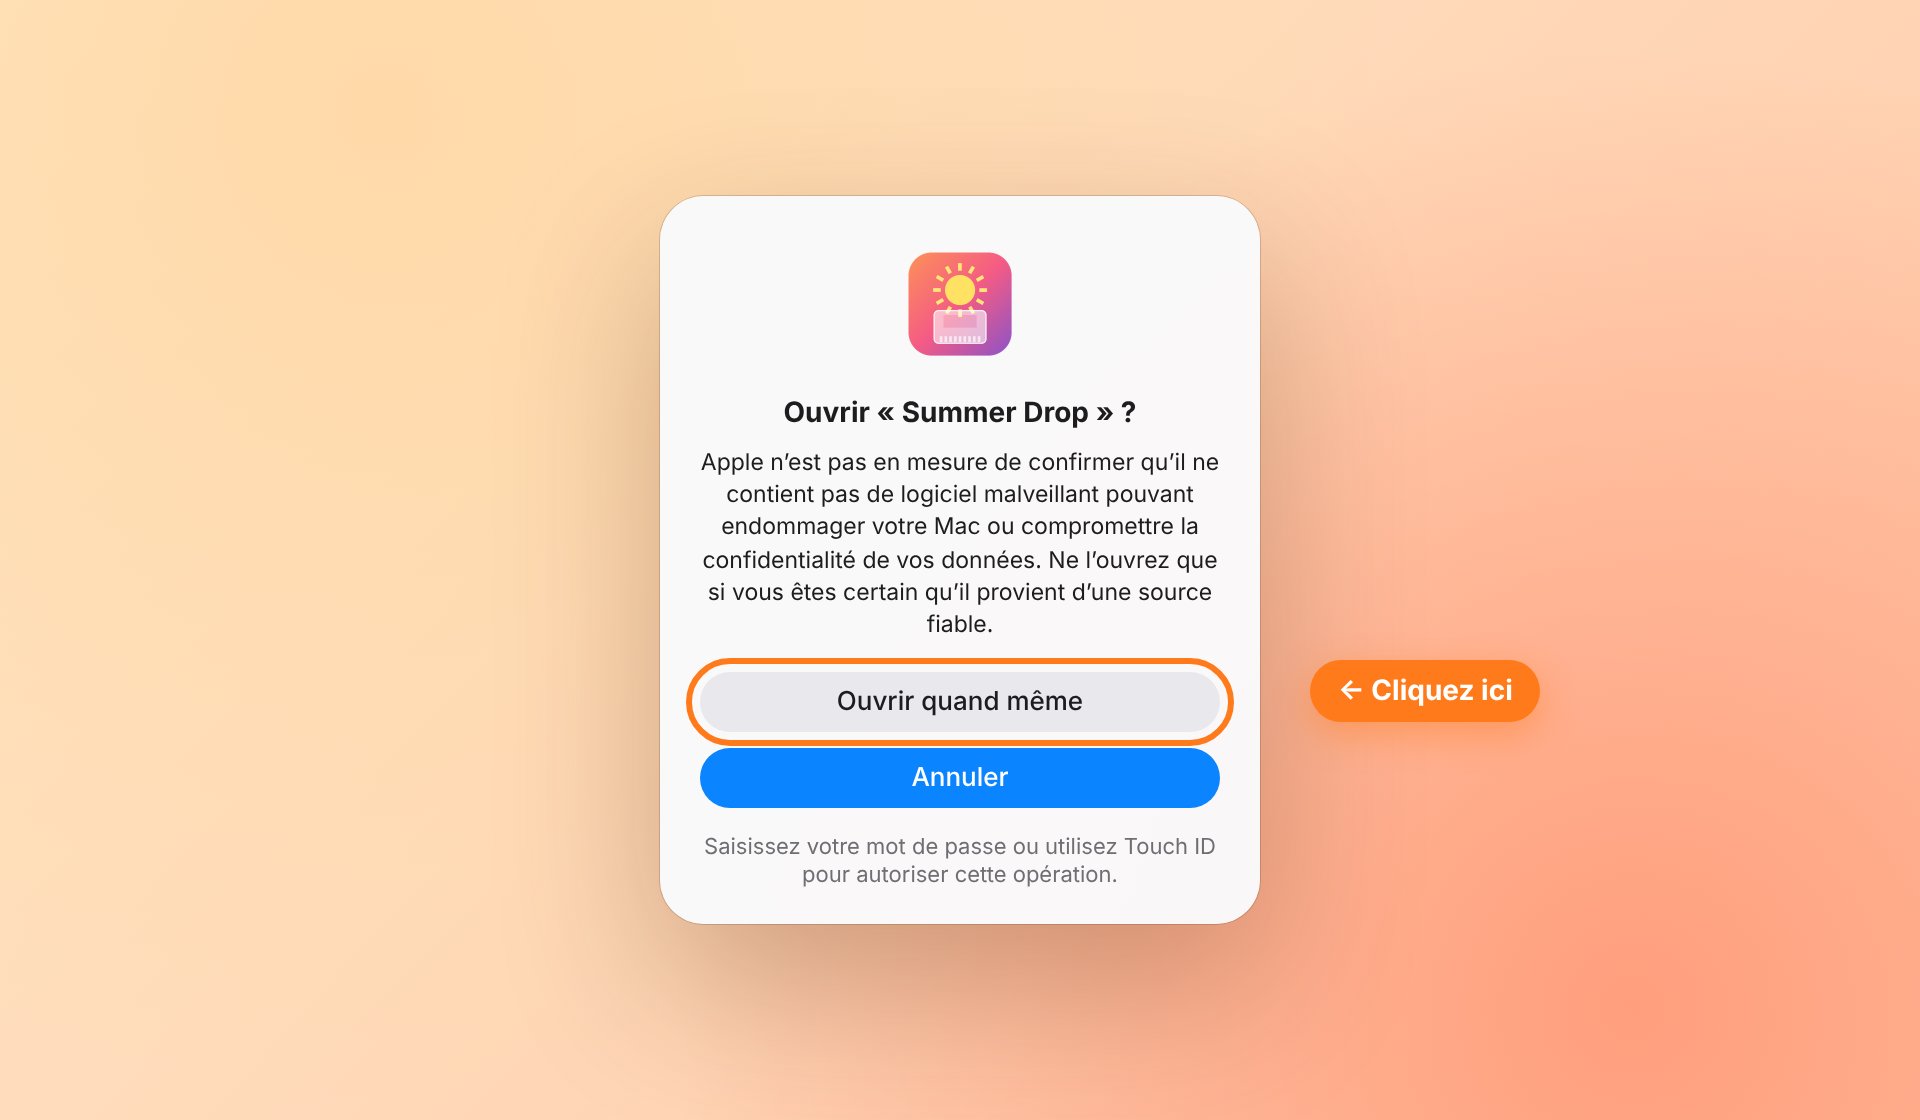 Ouvrir « Summer Drop » ?
Apple n’est pas en mesure de confirmer qu’il ne
contient pas de logiciel malveillant pouvant
endommager votre Mac ou compromettre la
confidentialité de vos données. Ne l’ouvrez que
si vous êtes certain qu’il provient d’une source
fiable.
Ouvrir quand même
← Cliquez ici
Annuler
Saisissez votre mot de passe ou utilisez Touch ID
pour autoriser cette opération.